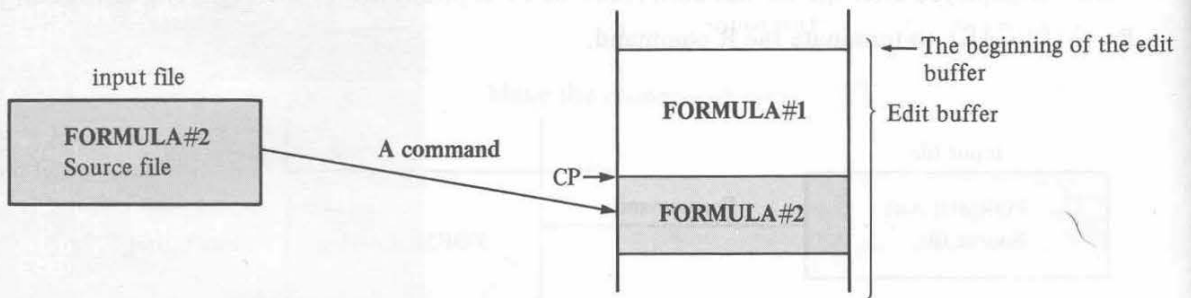 input file
FORMULA#2
Source file
A command
CP
FORMULA#1
FORMULA#2
The beginning of the edit
buffer
Edit buffer